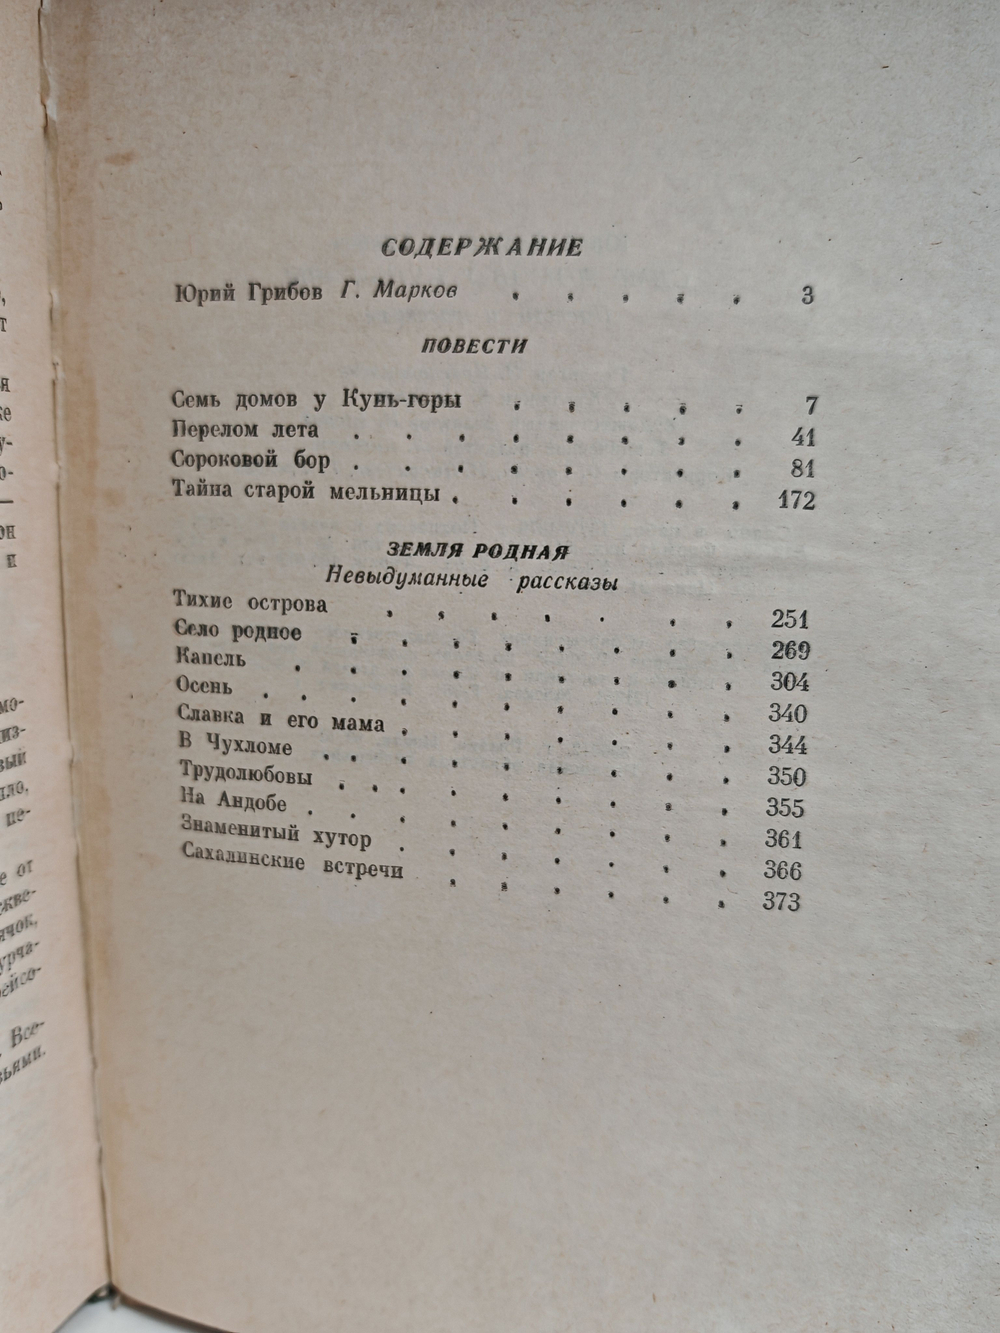 СОДЕРЖАНИЕ
Юрий Грибов Г. Марков . . . . . 3
ПОВЕСТИ
Семь домов у Кунь-горы . . . . . 7
Перелом лета . . . . . . . . 41
Сороковой бор . . . . . . . . 81
Тайна старой мельницы . . . . . . 172
ЗЕМЛЯ РОДНАЯ
Невыдуманные рассказы
Тихие острова . . . . . . . 251
Село родное . . . . . . . . 269
Капель . . . . . . . . . 304
Осень . . . . . . . . . . 340
Славка и его мама . . . . . . . 344
В Чухломе . . . . . . . . . 350
Трудолюбовы . . . . . . . . . 355
На Андобе . . . . . . . . . 361
Знаменитый хутор . . . . . . . 366
Сахалинские встречи . . . . . . 373